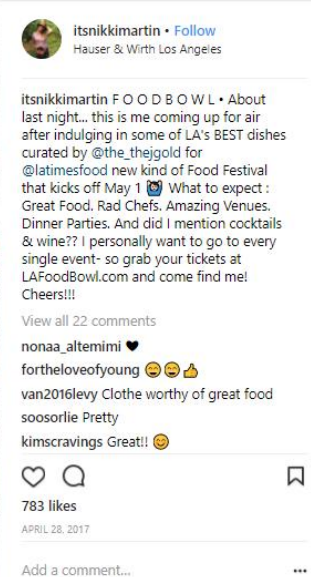 itsnikkimartin • Follow
Hauser & Wirth Los Angeles
itsnikkimartin F O O D B O W L • About
last night... this is me coming up for air
after indulging in some of LA's BEST dishes
curated by @the_thejgold for
@latimesfood new kind of Food Festival
that kicks off May 1 🙆 What to expect :
Great Food. Rad Chefs. Amazing Venues.
Dinner Parties. And did I mention cocktails
& wine?? I personally want to go to every
single event- so grab your tickets at
LAFoodBowl.com and come find me!
Cheers!!!
View all 22 comments
nonaa_altemimi 🖤
fortheloveofyoung 😄😄👍
van2016levy Clothe worthy of great food
soosorlie Pretty
kimscravings Great!! 😊
783 likes
APRIL 28, 2017
Add a comment...